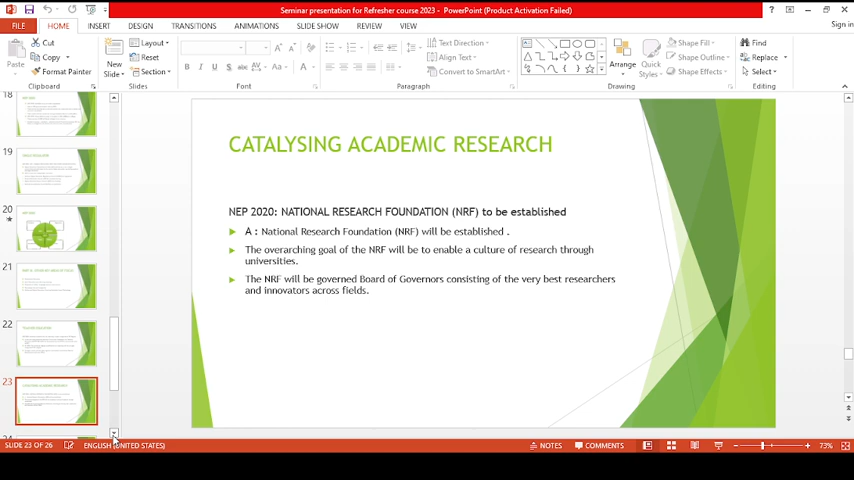 Seminar presentation for Refresher course 2023 - PowerPoint (Product Activation Failed)
FILE HOME INSERT DESIGN TRANSITIONS ANIMATIONS SLIDE SHOW REVIEW VIEW Sign in
Paste Cut Copy Format Painter Clipboard
New Slide Layout Reset Section Slides
Font
Text Direction Align Text Convert to SmartArt Paragraph
Arrange Quick Styles Shape Fill Shape Outline Shape Effects Drawing
Find Replace Select Editing
18
19
20
21
22
23
CATALYSING ACADEMIC RESEARCH
NEP 2020: NATIONAL RESEARCH FOUNDATION (NRF) to be established
A : National Research Foundation (NRF) will be established .
The overarching goal of the NRF will be to enable a culture of research through
universities.
The NRF will be governed Board of Governors consisting of the very best researchers
and innovators across fields.
SLIDE 23 OF 26 ENGLISH (UNITED STATES) NOTES COMMENTS 73%